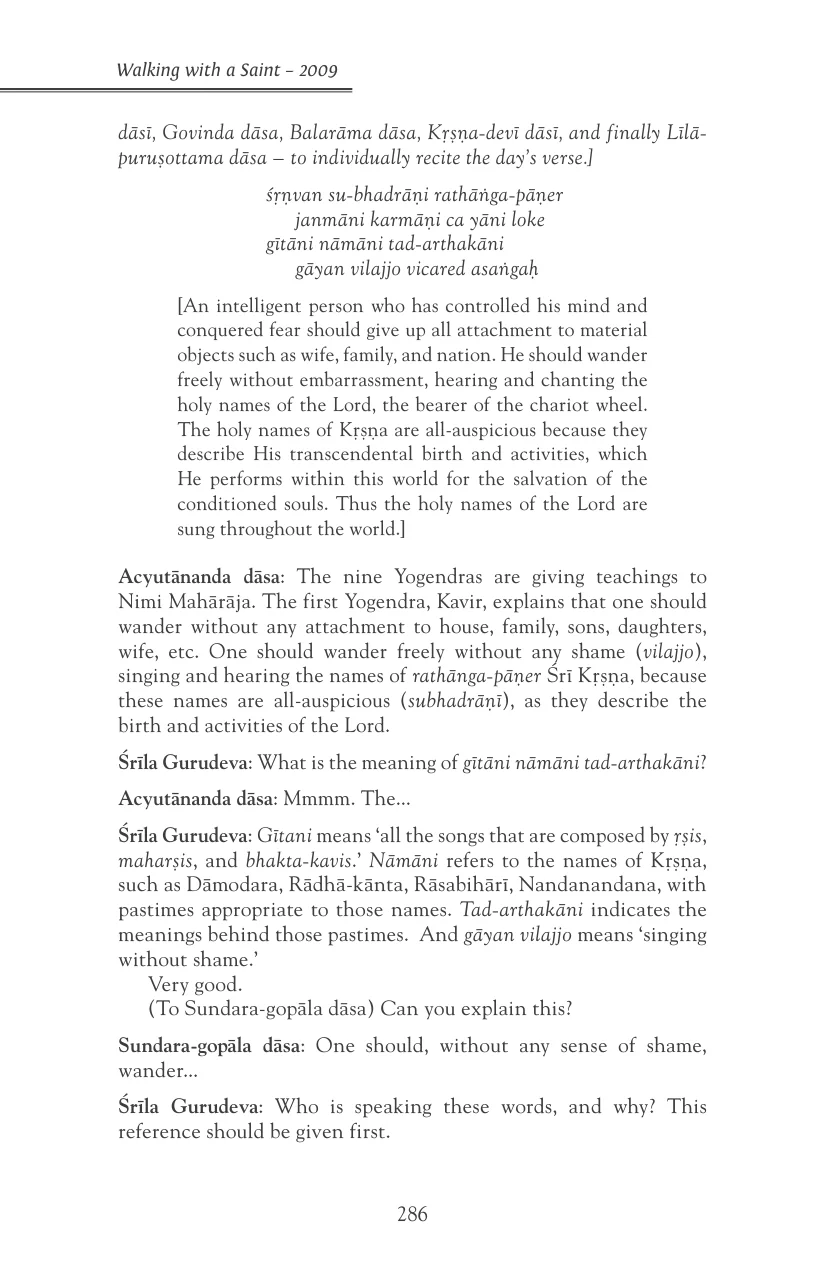 Walking with a Saint – 2009
dāsī, Govinda dāsa, Balarāma dāsa, Kṛṣṇa-devī dāsī, and finally Līlā-
puruṣottama dāsa – to individually recite the day's verse.]
śṛṇvan su-bhadrāṇi rathāṅga-pāṇer
janmāni karmāṇi ca yāni loke
gītāni nāmāni tad-arthakāni
gāyan vilajjo vicared asaṅgaḥ
[An intelligent person who has controlled his mind and
conquered fear should give up all attachment to material
objects such as wife, family, and nation. He should wander
freely without embarrassment, hearing and chanting the
holy names of the Lord, the bearer of the chariot wheel.
The holy names of Kṛṣṇa are all-auspicious because they
describe His transcendental birth and activities, which
He performs within this world for the salvation of the
conditioned souls. Thus the holy names of the Lord are
sung throughout the world.]
Acyutānanda dāsa: The nine Yogendras are giving teachings to
Nimi Mahārāja. The first Yogendra, Kavir, explains that one should
wander without any attachment to house, family, sons, daughters,
wife, etc. One should wander freely without any shame (vilajjo),
singing and hearing the names of rathānga-pāṇer Śrī Kṛṣṇa, because
these names are all-auspicious (subhadrāṇī), as they describe the
birth and activities of the Lord.
Śrīla Gurudeva: What is the meaning of gītāni nāmāni tad-arthakāni?
Acyutānanda dāsa: Mmmm. The...
Śrīla Gurudeva: Gītani means 'all the songs that are composed by ṛṣis,
maharṣis, and bhakta-kavis.' Nāmāni refers to the names of Kṛṣṇa,
such as Dāmodara, Rādhā-kānta, Rāsabihārī, Nandanandana, with
pastimes appropriate to those names. Tad-arthakāni indicates the
meanings behind those pastimes. And gāyan vilajjo means 'singing
without shame.'
Very good.
(To Sundara-gopāla dāsa) Can you explain this?
Sundara-gopāla dāsa: One should, without any sense of shame,
wander...
Śrīla Gurudeva: Who is speaking these words, and why? This
reference should be given first.
286